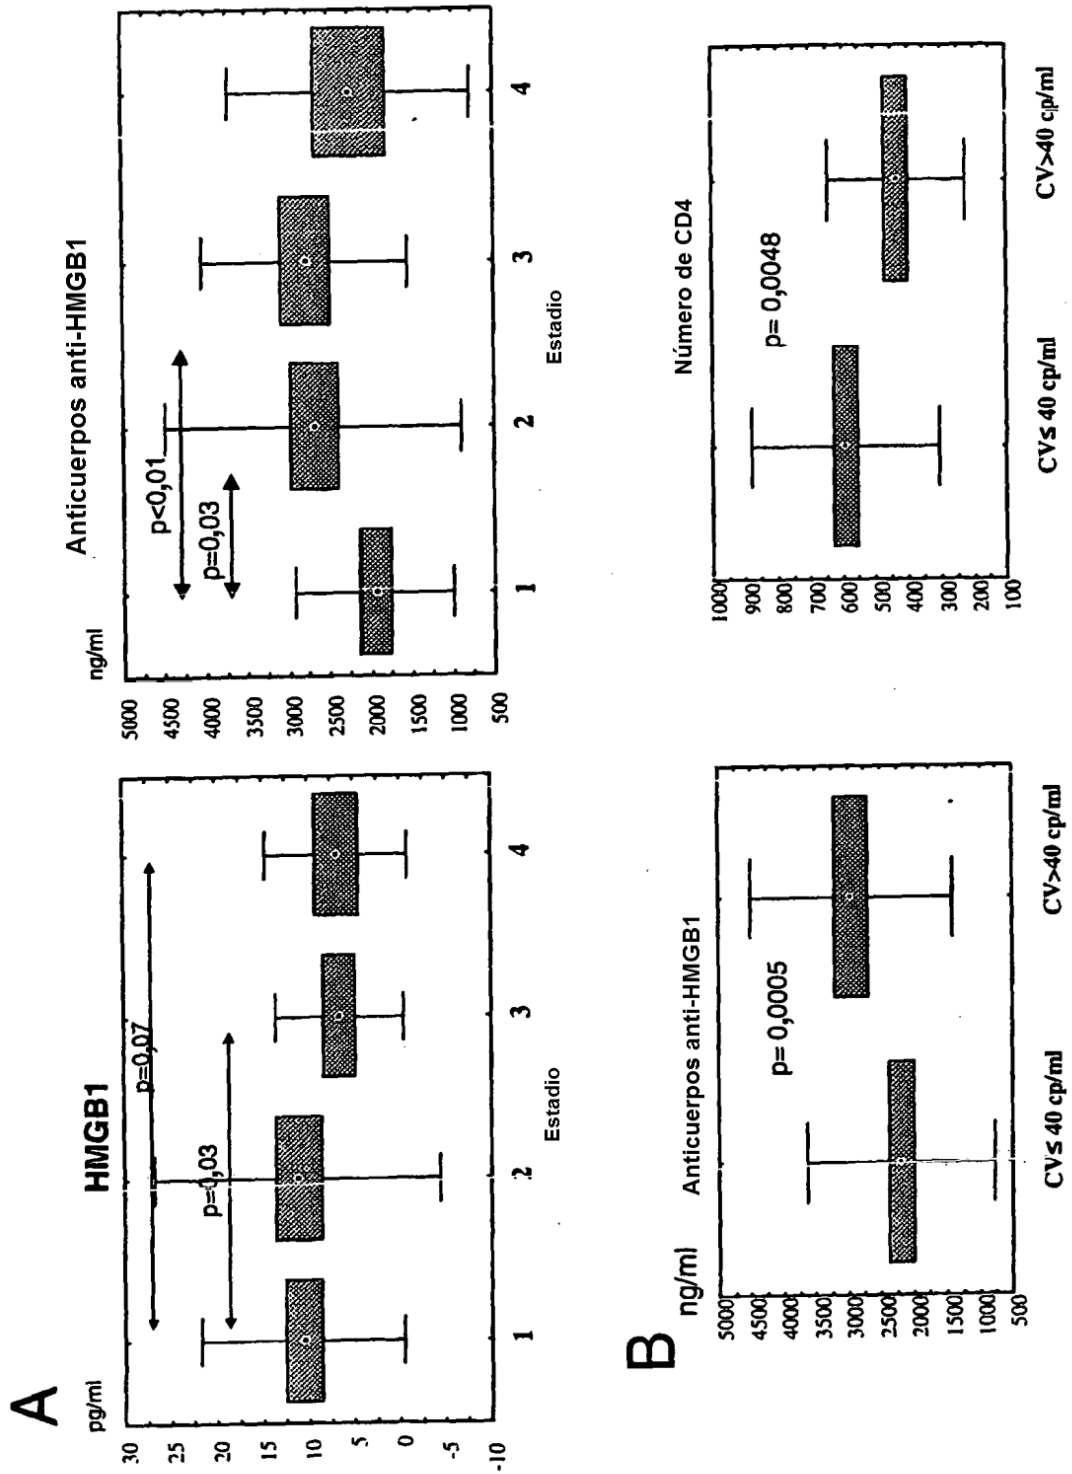 A
HMGB1
pg/ml
30
25
20
15
10
5
0
-5
-10
p=0,07
p=0,03
1
2
3
4
Estadio
Anticuerpos anti-HMGB1
ng/ml
5000
4500
4000
3500
3000
2500
2000
1500
1000
500
p<0,01
p=0,03
1
2
3
4
Estadio
B
Anticuerpos anti-HMGB1
ng/ml
5000
4500
4000
3500
3000
2500
2000
1500
1000
500
p= 0,0005
CV≤ 40 cp/ml
CV>40 cp/ml
Número de CD4
1000
900
800
700
600
500
400
300
200
100
p= 0,0048
CV≤ 40 cp/ml
CV>40 cp/ml